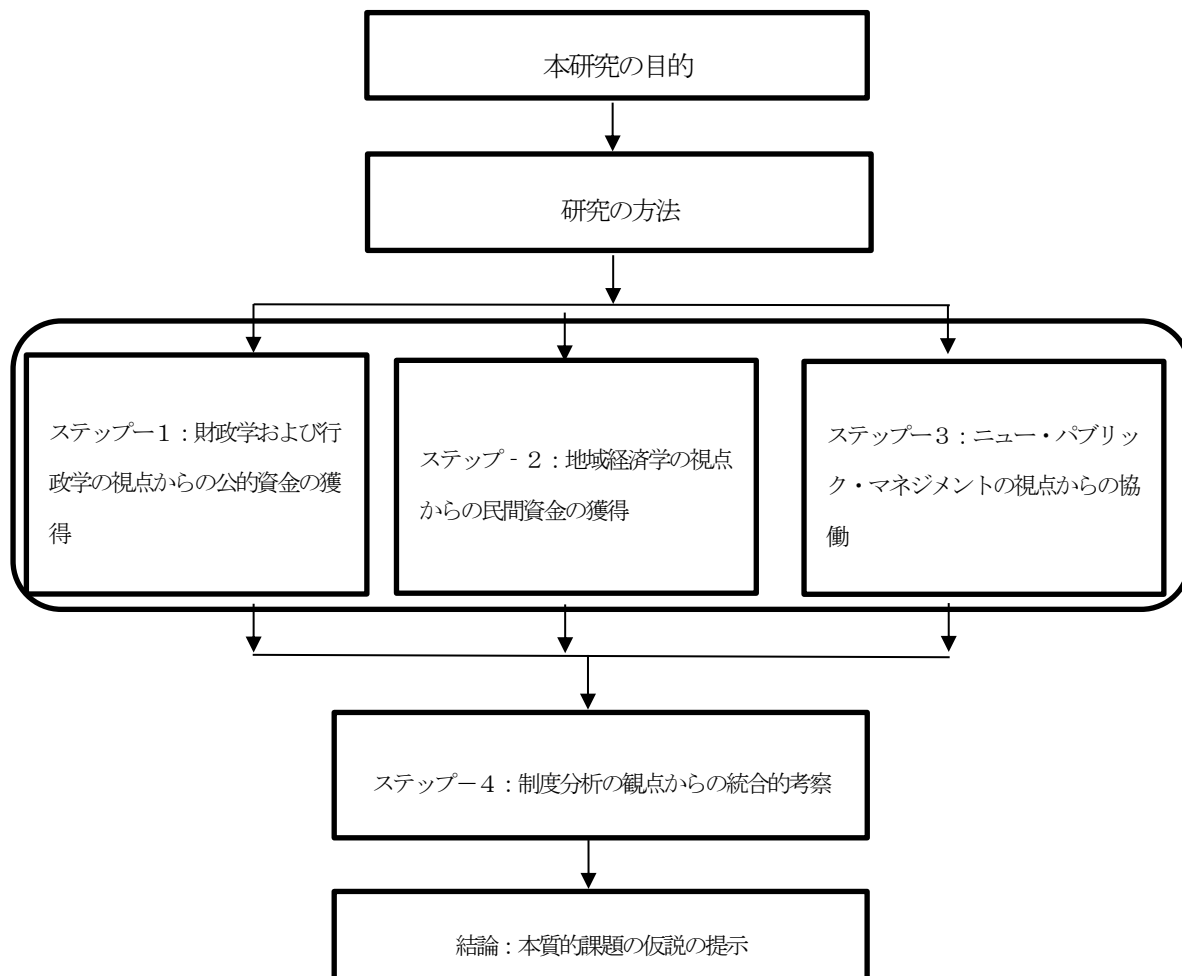 本研究の目的
研究の方法
ステップー１：財政学および行
政学の視点からの公的資金の獲
得
ステップ‐２：地域経済学の視点
からの民間資金の獲得
ステップー３：ニュー・パブリッ
ク・マネジメントの視点からの協
働
ステップ－４：制度分析の観点からの統合的考察
結論：本質的課題の仮説の提示